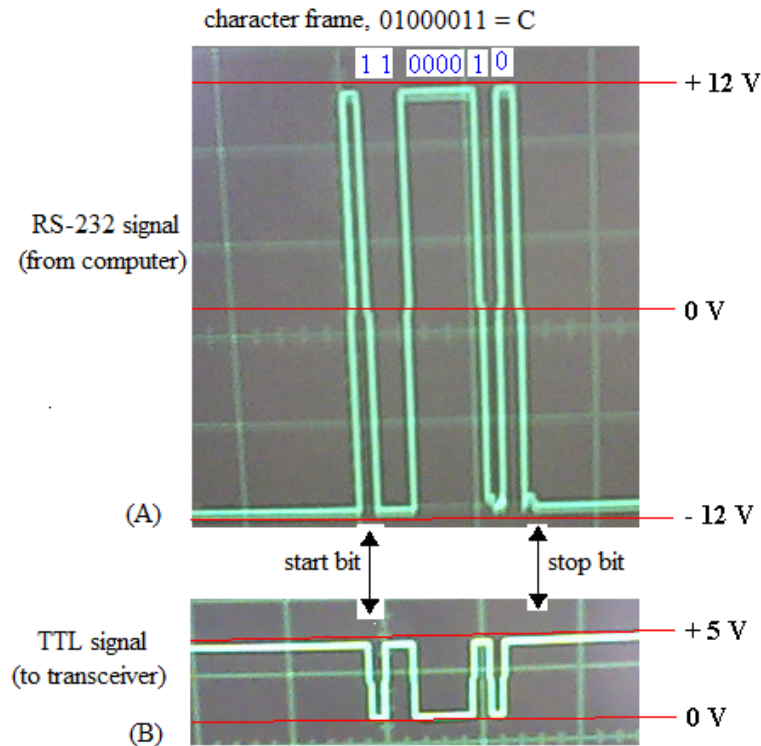 character frame, 01000011 = C
1 1 0000 1 0
+ 12 V
RS-232 signal
(from computer)
0 V
(A)
- 12 V
start bit
stop bit
TTL signal
(to transceiver)
+ 5 V
0 V
(B)